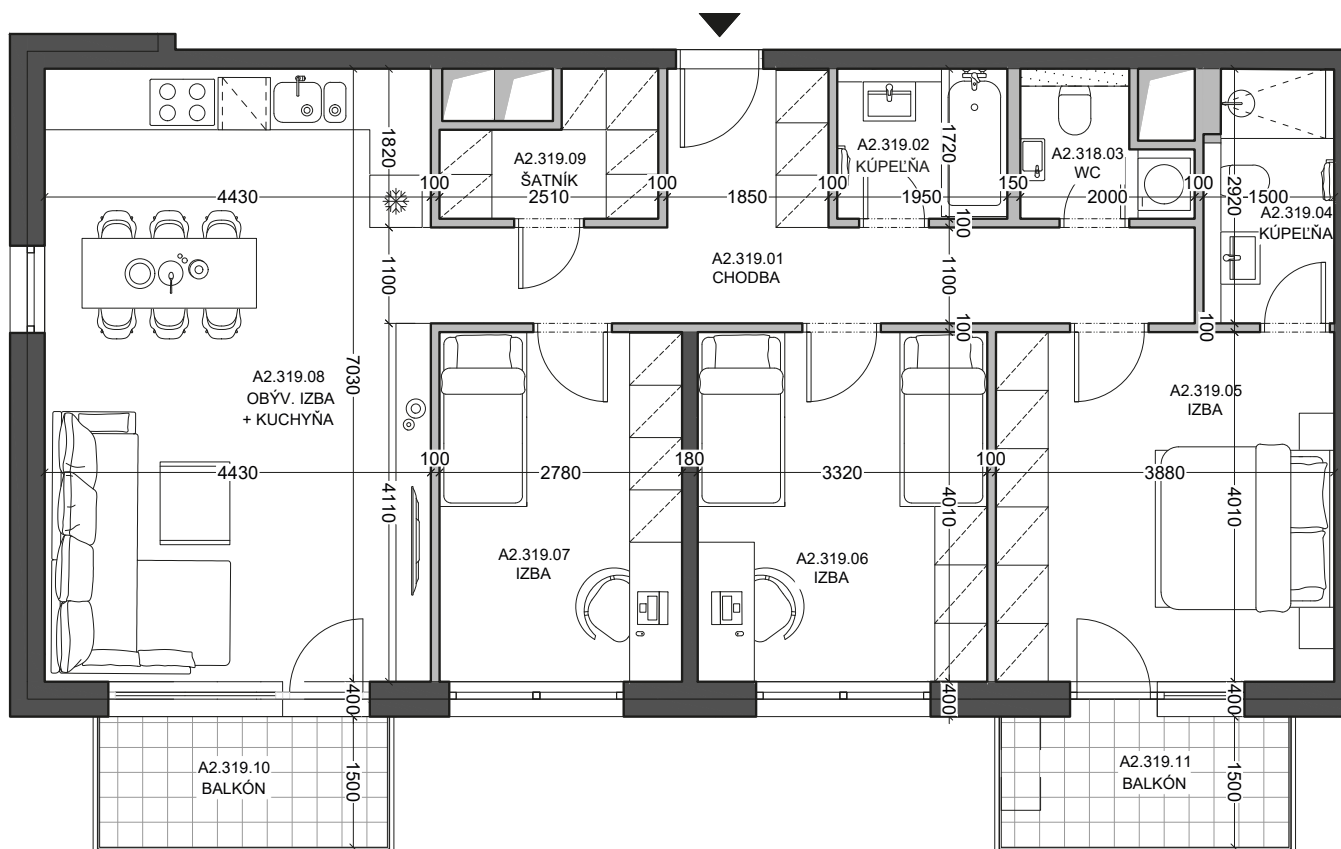 A2.319.09
ŠATNÍK
A2.319.02
KÚPEĽŇA
A2.318.03
WC
A2.319.04
KÚPEĽŇA
1820
1720
2920
4430
100
2510
100
1850
100
1950
150
2000
100
1500
100
A2.319.01
CHODBA
1100
1100
100
100
A2.319.08
OBÝV. IZBA
+ KUCHYŇA
7030
A2.319.05
IZBA
4430
100
2780
180
3320
100
3880
4110
4010
4010
A2.319.07
IZBA
A2.319.06
IZBA
400
400
400
A2.319.10
BALKÓN
1500
A2.319.11
BALKÓN
1500